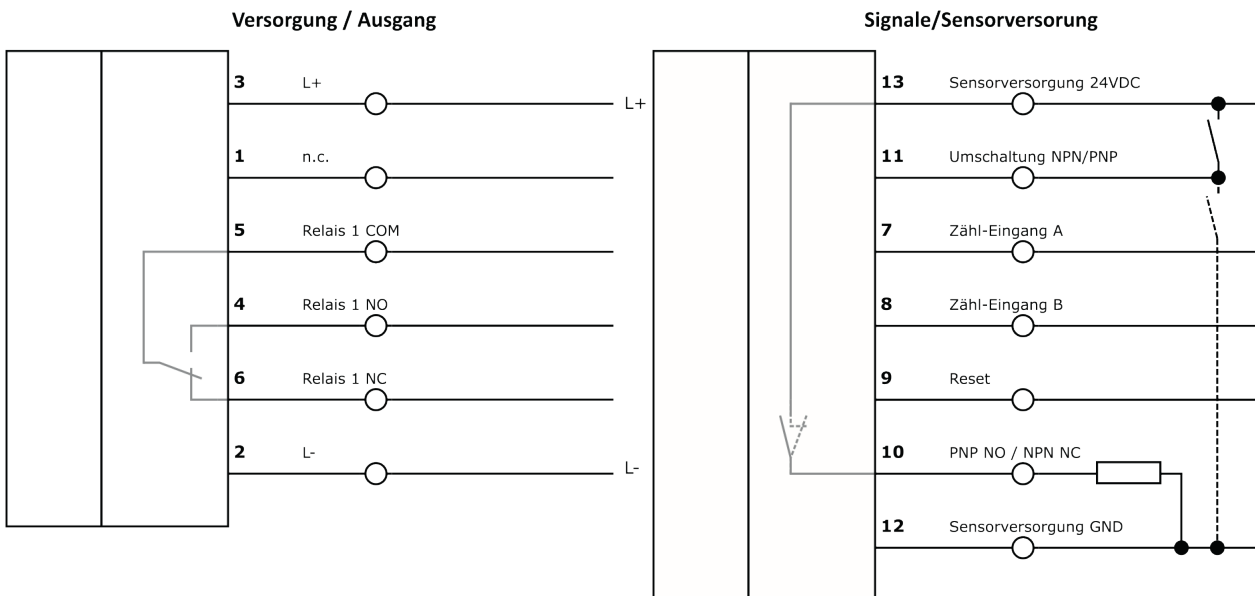 Versorgung / Ausgang
3 L+
L+
1 n.c.
5 Relais 1 COM
4 Relais 1 NO
6 Relais 1 NC
2 L-
L-
Signale/Sensorversorung
13 Sensorversorgung 24VDC
11 Umschaltung NPN/PNP
7 Zähl-Eingang A
8 Zähl-Eingang B
9 Reset
10 PNP NO / NPN NC
12 Sensorversorgung GND